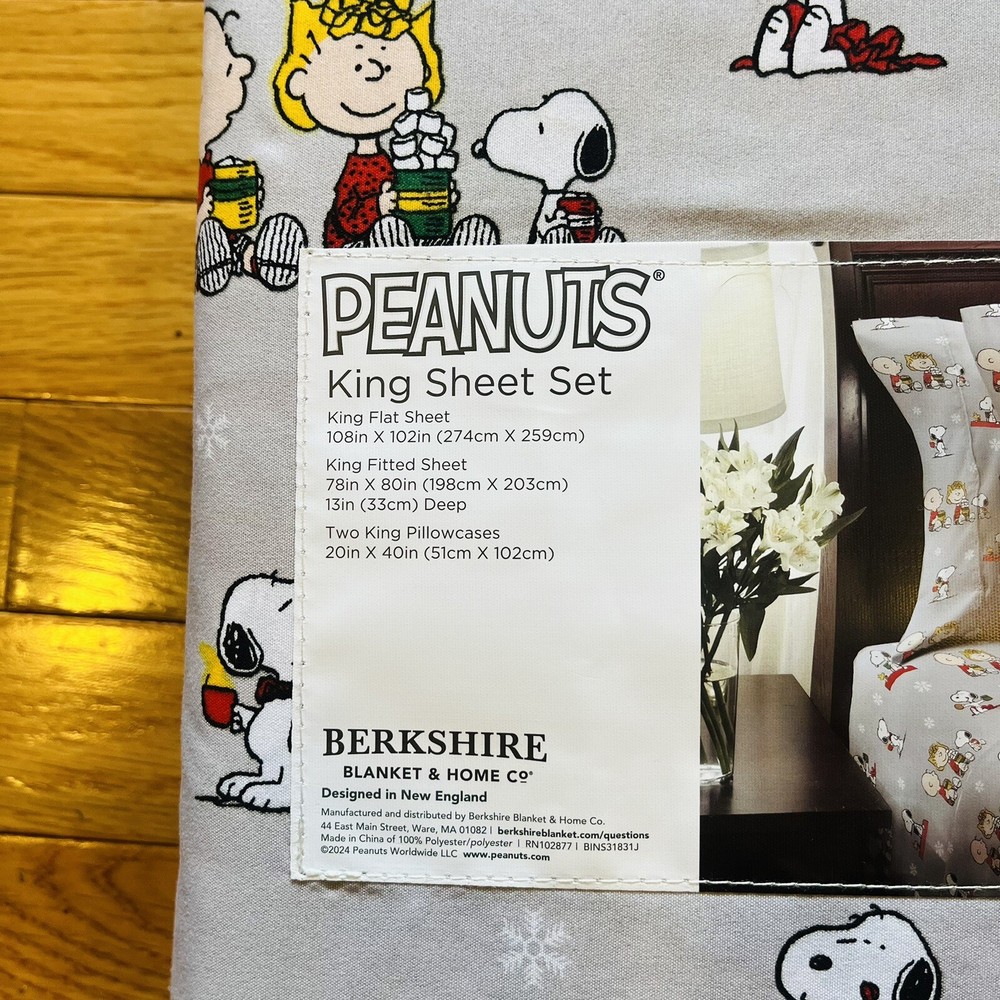 PEANUTS®
King Sheet Set
King Flat Sheet
108in X 102in (274cm X 259cm)
King Fitted Sheet
78in X 80in (198cm X 203cm)
13in (33cm) Deep
Two King Pillowcases
20in X 40in (51cm X 102cm)
BERKSHIRE
BLANKET & HOME Cº®
Designed in New England
Manufactured and distributed by Berkshire Blanket & Home Co.
44 East Main Street, Ware, MA 01082 | berkshireblanket.com/questions
Made in China of 100% Polyester/polyester | RN102877 | BINS31831J
©2024 Peanuts Worldwide LLC www.peanuts.com